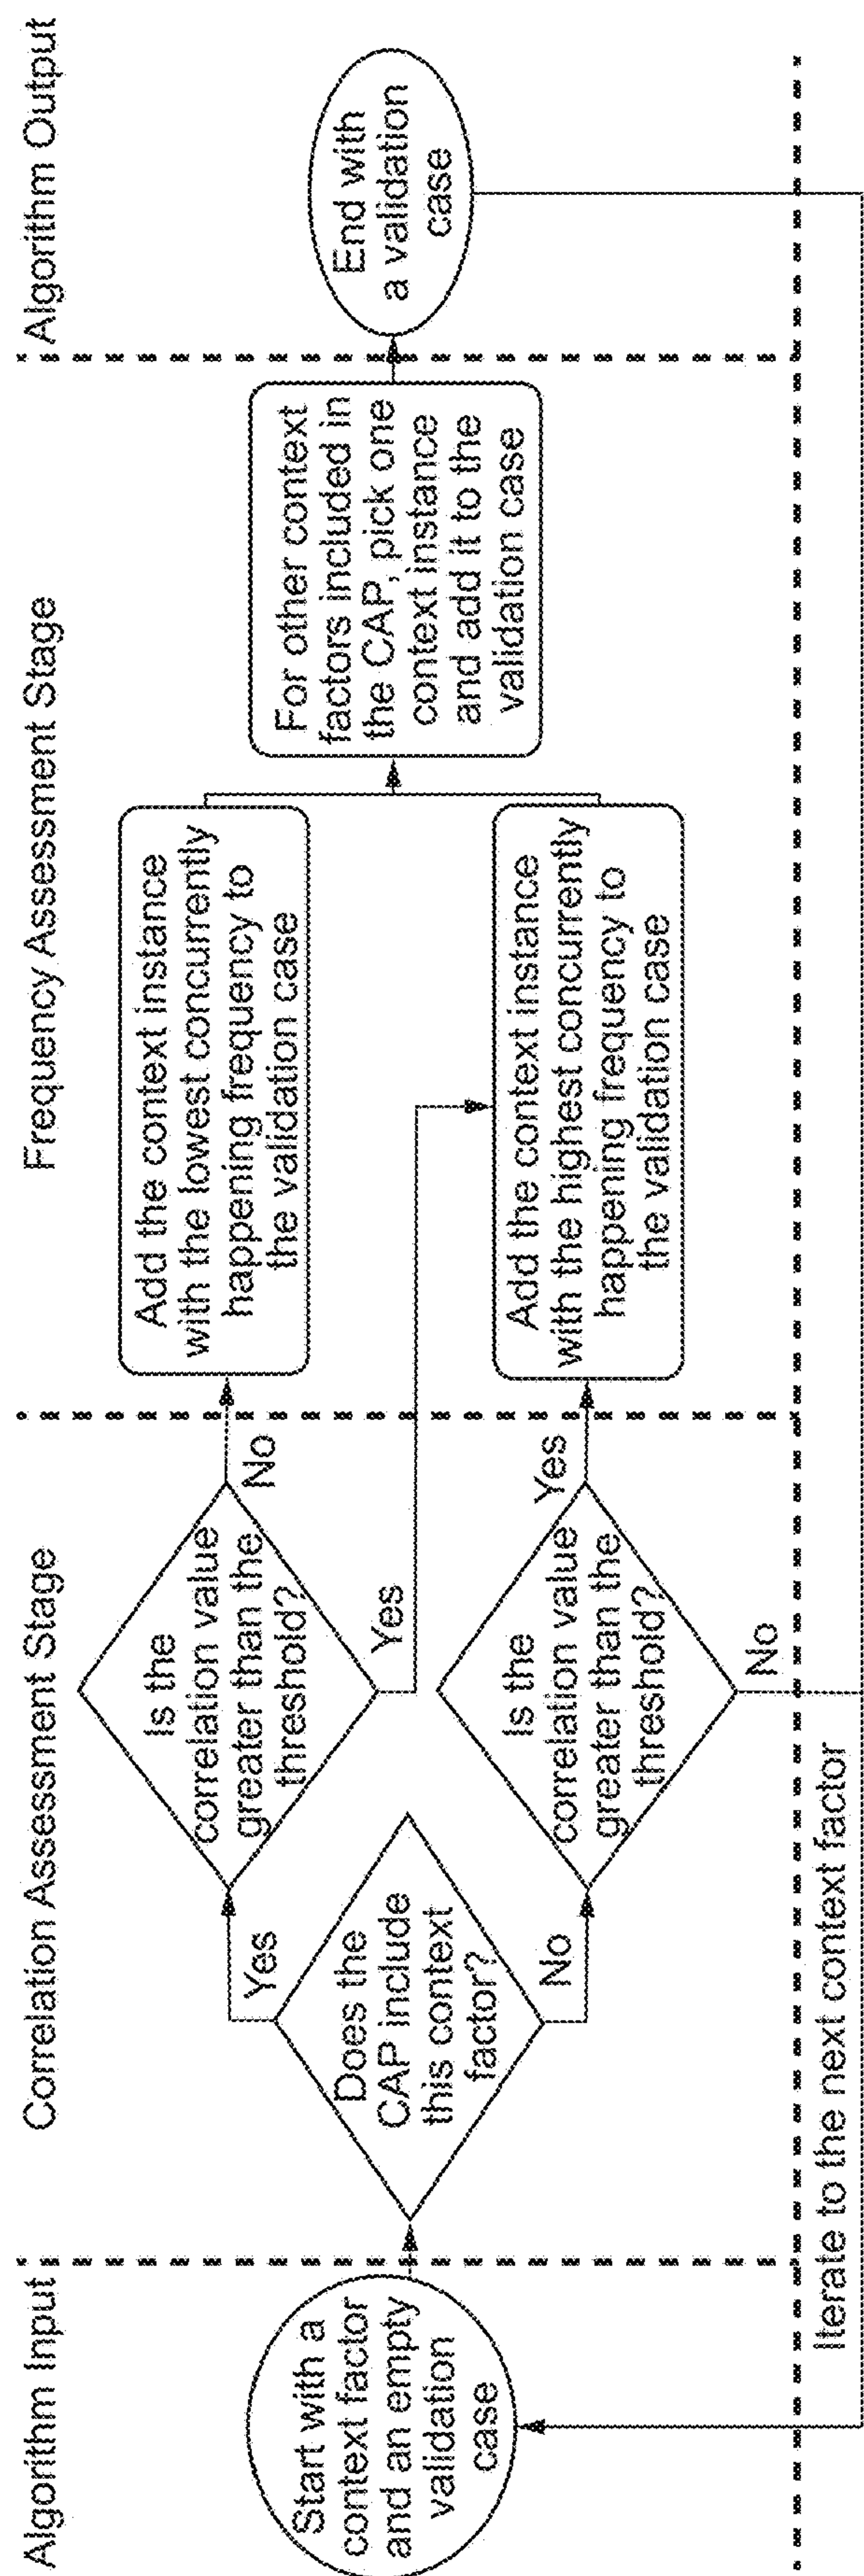 Algorithm Input
Correlation Assessment Stage
Frequency Assessment Stage
Algorithm Output
Start with a
context factor
and an empty
validation
case
Does the
CAP include
this context
factor?
Yes
No
Is the
correlation value
greater than the
threshold?
No
Yes
Is the
correlation value
greater than the
threshold?
Yes
No
Add the context instance
with the lowest concurrently
happening frequency to
the validation case
Add the context instance
with the highest concurrently
happening frequency to
the validation case
For other context
factors included in
the CAP, pick one
context instance
and add it to the
validation case
End with
a validation
case
Iterate to the next context factor